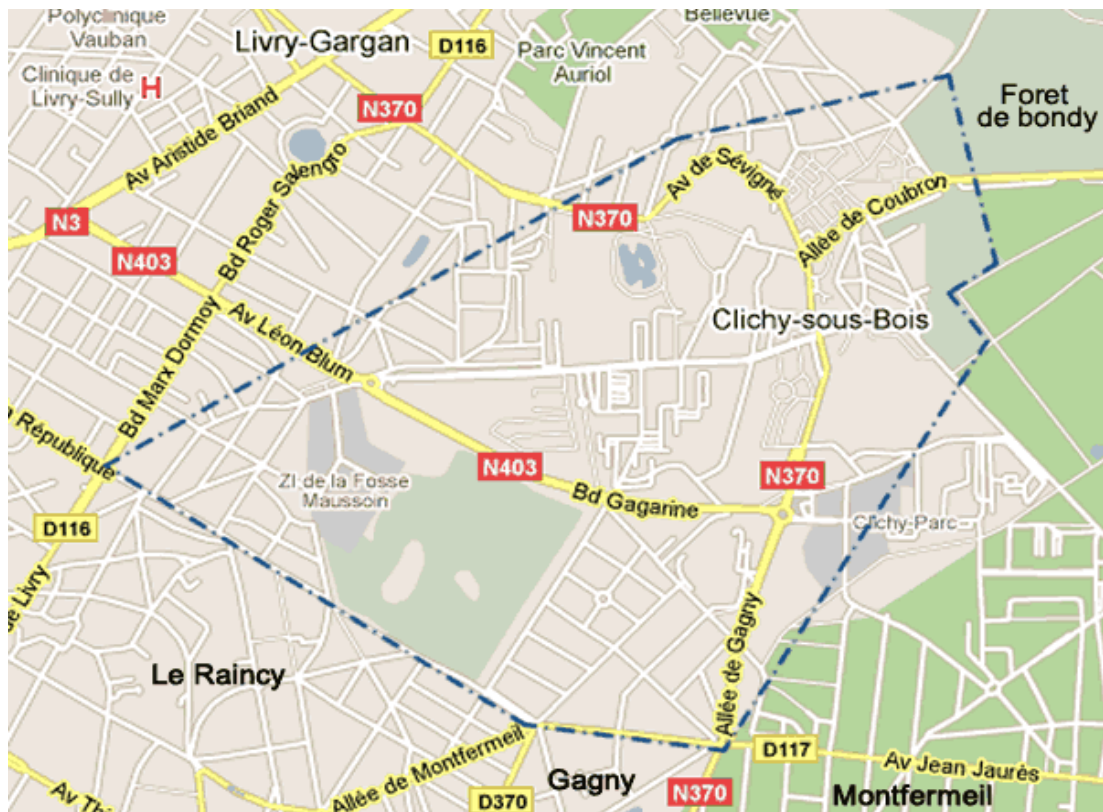 Polyclinique
Vauban
Clinique de
Livry-Sully
H
Livry-Gargan
D116
Parc Vincent
Auriol
Bellevue
Foret
de bondy
N370
Av Aristide Briand
Bd Roger Salengro
Av de Sévigné
Allée de Coubron
N3
N403
N370
Av Léon Blum
Clichy-sous-Bois
Bd Marx Dormoy
République
N403
N370
ZI de la Fosse
Maussoin
Bd Gagarine
Clichy-Parc
D116
de Livry
Le Raincy
Allée de Gagny
Allée de Montfermeil
D117
Av Jean Jaurès
Gagny
Montfermeil
Av
D370
N370